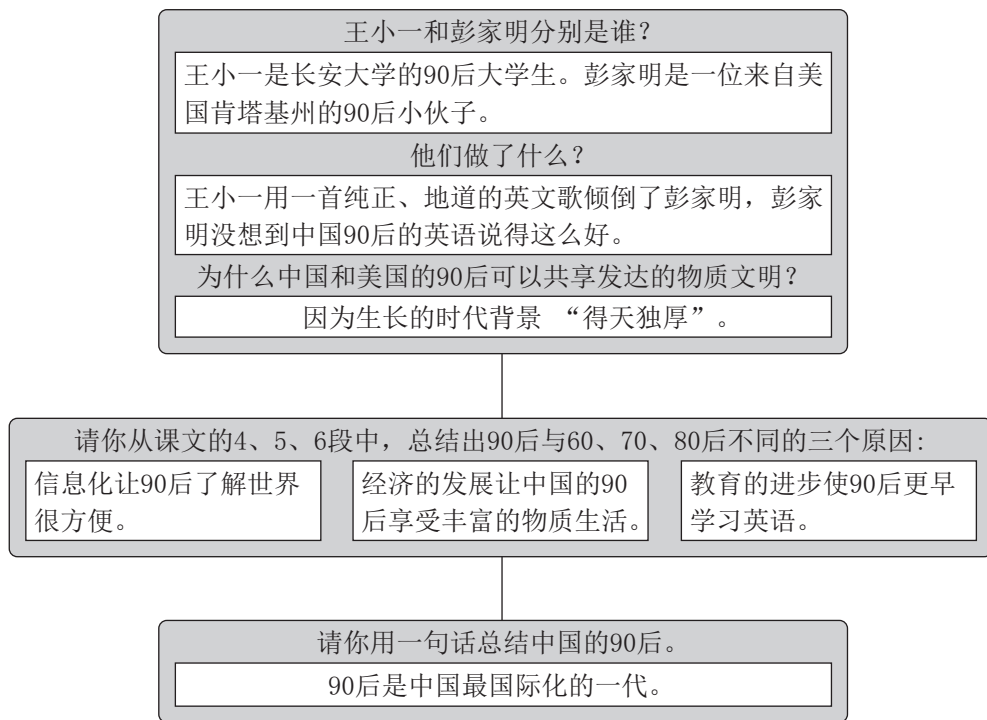 王小一和彭家明分别是谁?
王小一是长安大学的90后大学生。彭家明是一位来自美
国肯塔基州的90后小伙子。
他们做了什么?
王小一用一首纯正、地道的英文歌倾倒了彭家明，彭家
明没想到中国90后的英语说得这么好。
为什么中国和美国的90后可以共享发达的物质文明?
因为生长的时代背景 “得天独厚”。
请你从课文的4、5、6段中，总结出90后与60、70、80后不同的三个原因:
信息化让90后了解世界
很方便。
经济的发展让中国的90
后享受丰富的物质生活。
教育的进步使90后更早
学习英语。
请你用一句话总结中国的90后。
90后是中国最国际化的一代。